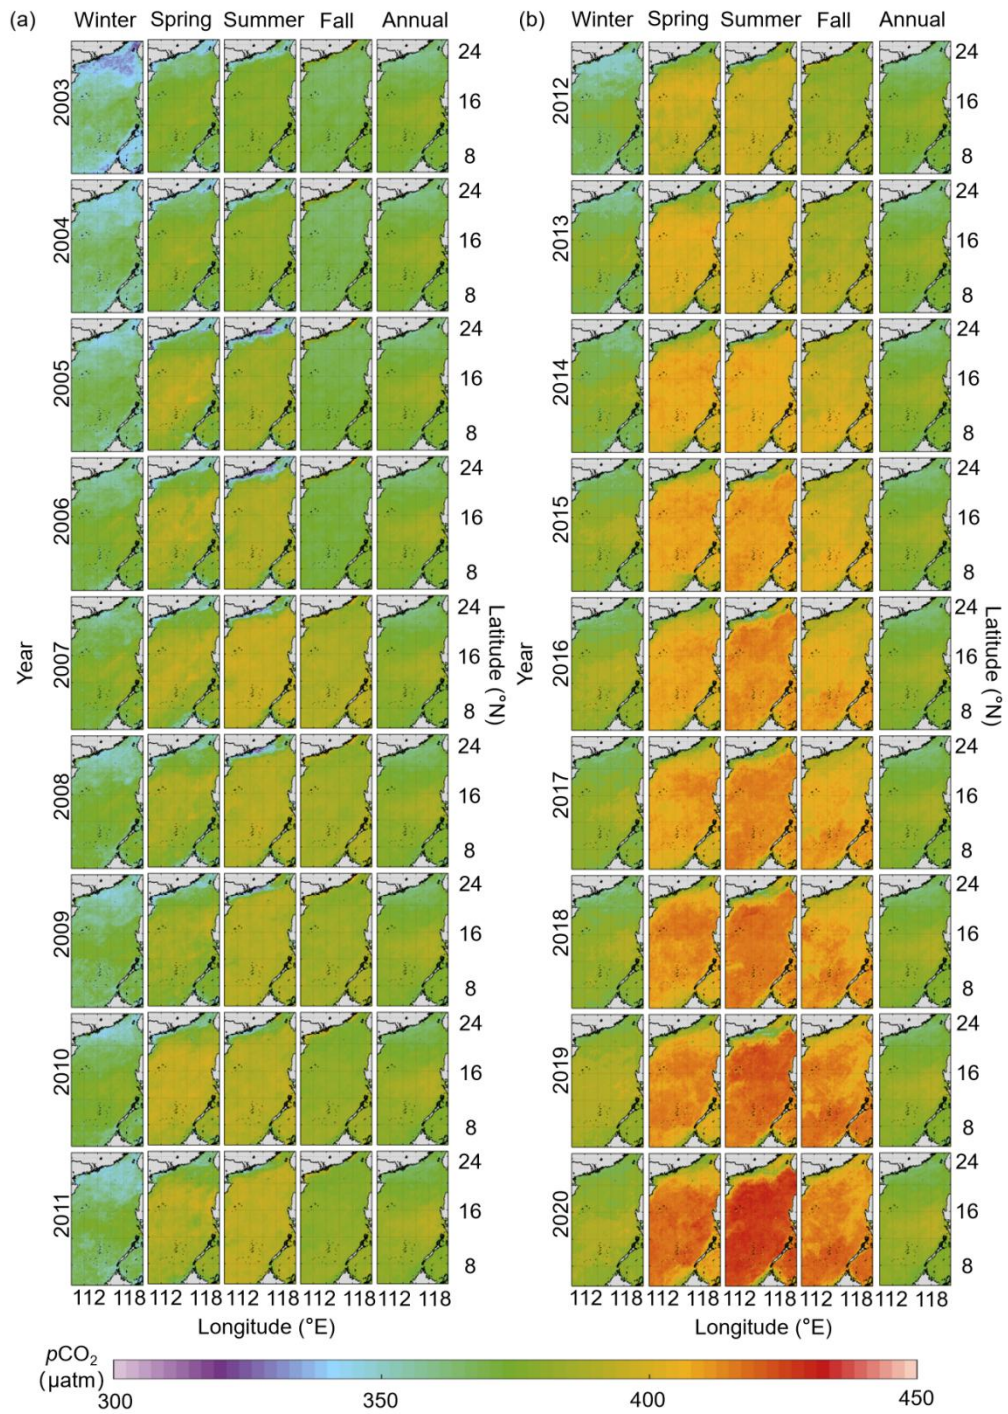 (a) Winter Spring Summer Fall Annual
2003 24 16 8
2004 24 16 8
2005 24 16 8
2006 24 16 8
2007 24 16 8
2008 24 16 8
2009 24 16 8
2010 24 16 8
2011 24 16 8
Year
Latitude (°N)
112 118 112 118 112 118 112 118 112 118
Longitude (°E)
(b) Winter Spring Summer Fall Annual
2012 24 16 8
2013 24 16 8
2014 24 16 8
2015 24 16 8
2016 24 16 8
2017 24 16 8
2018 24 16 8
2019 24 16 8
2020 24 16 8
Year
Latitude (°N)
112 118 112 118 112 118 112 118 112 118
Longitude (°E)
pCO₂
(μatm)
300 350 400 450